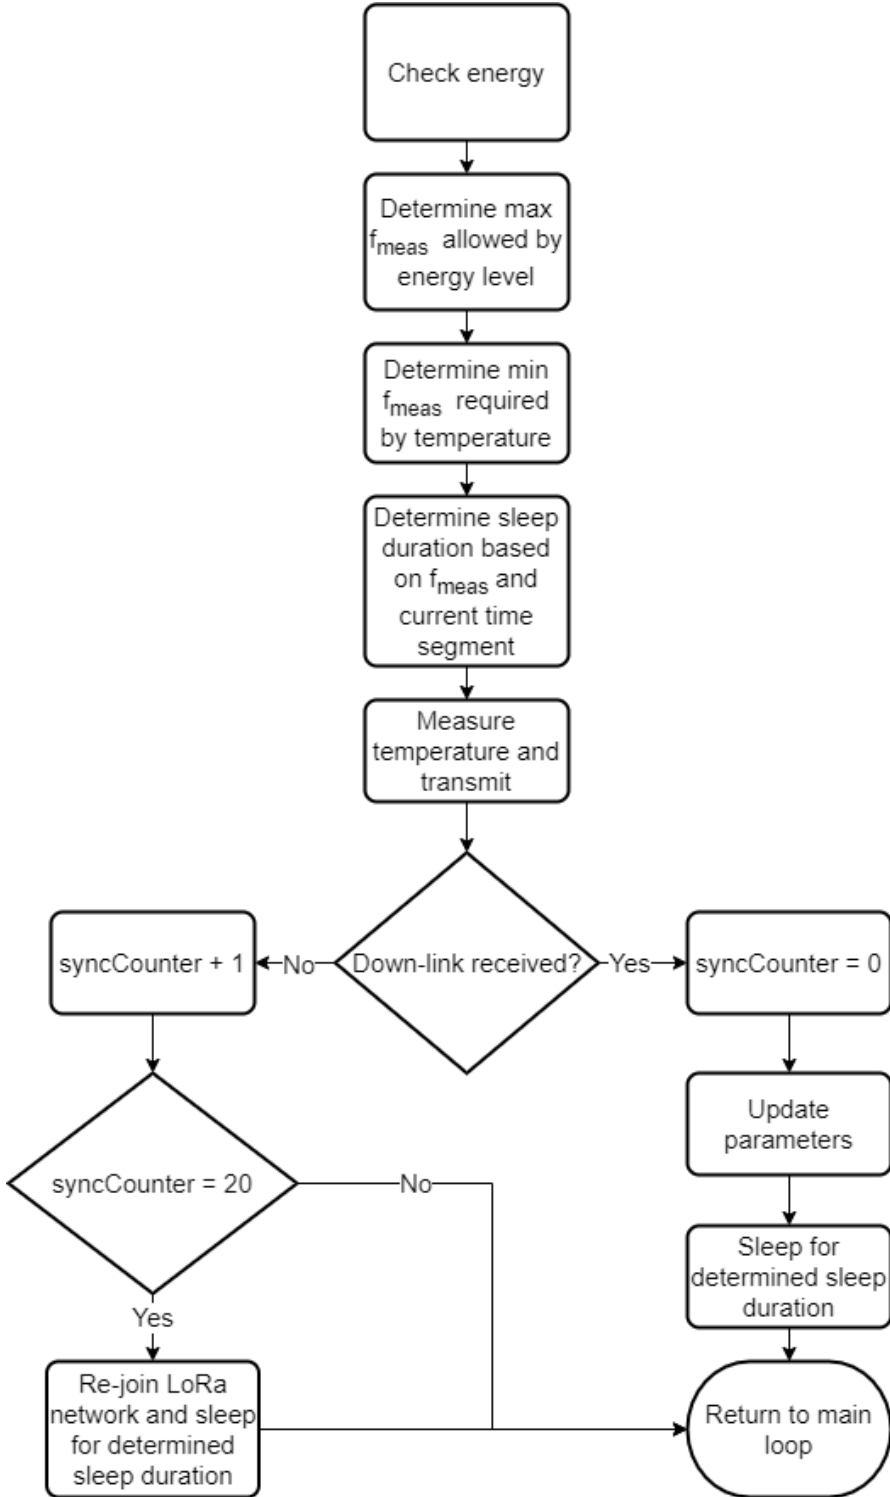 Check energy
Determine max
fmeas allowed by
energy level
Determine min
fmeas required
by temperature
Determine sleep
duration based
on fmeas and
current time
segment
Measure
temperature and
transmit
Down-link received?
No
Yes
syncCounter + 1
syncCounter = 0
Update
parameters
syncCounter = 20
No
Yes
Sleep for
determined sleep
duration
Re-join LoRa
network and sleep
for determined
sleep duration
Return to main
loop